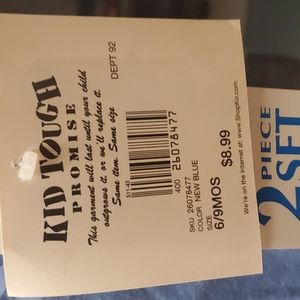 KID TOUGH
PROMISE
This garment will last until your child
outgrows it, or we'll replace it.
Same item. Same size
DEPT 92
511-43
400 26078477
SKU 26078477
COLOR NEW BLUE
SIZE
6/9MOS $8.99
We're on the Internet at: www.ShopKo.com
2 PIECE
SET